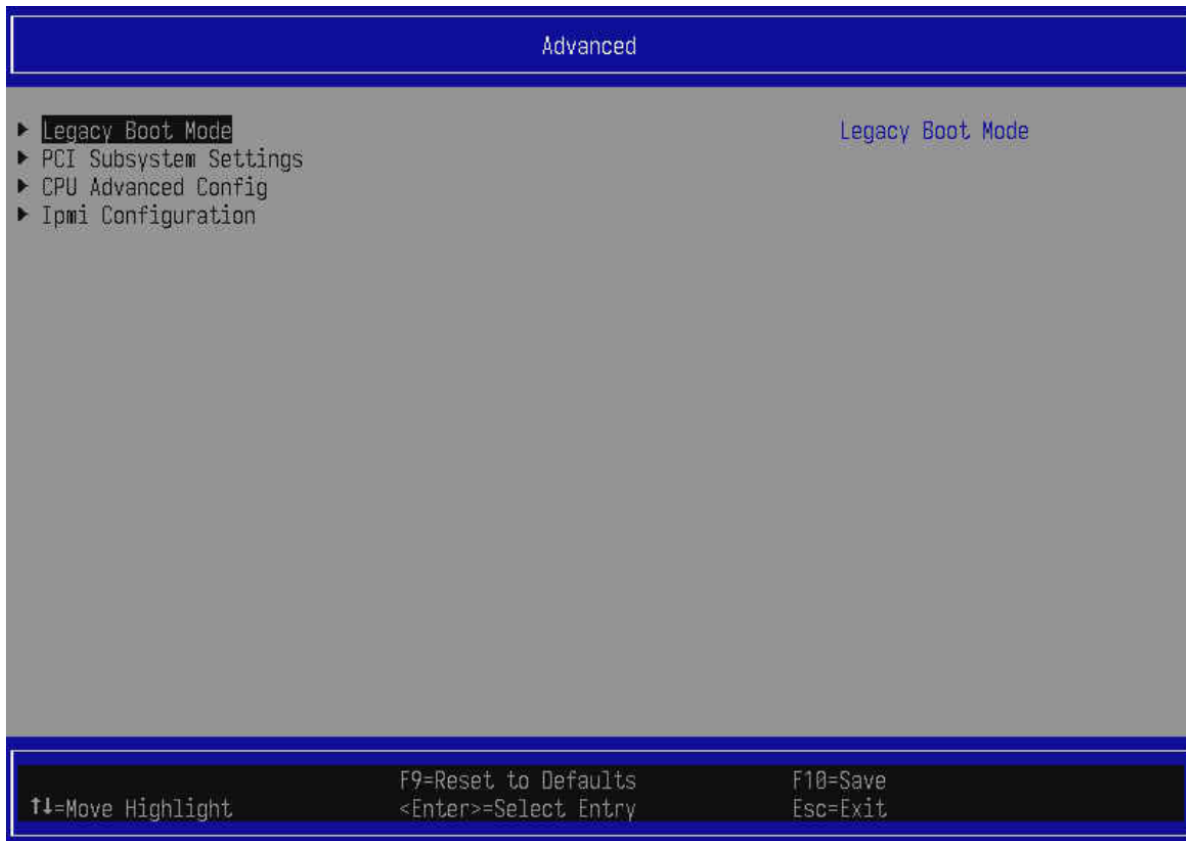 Advanced
▶ Legacy Boot Mode
Legacy Boot Mode
▶ PCI Subsystem Settings
▶ CPU Advanced Config
▶ Ipmi Configuration
F9=Reset to Defaults F10=Save
↑↓=Move Highlight <Enter>=Select Entry Esc=Exit